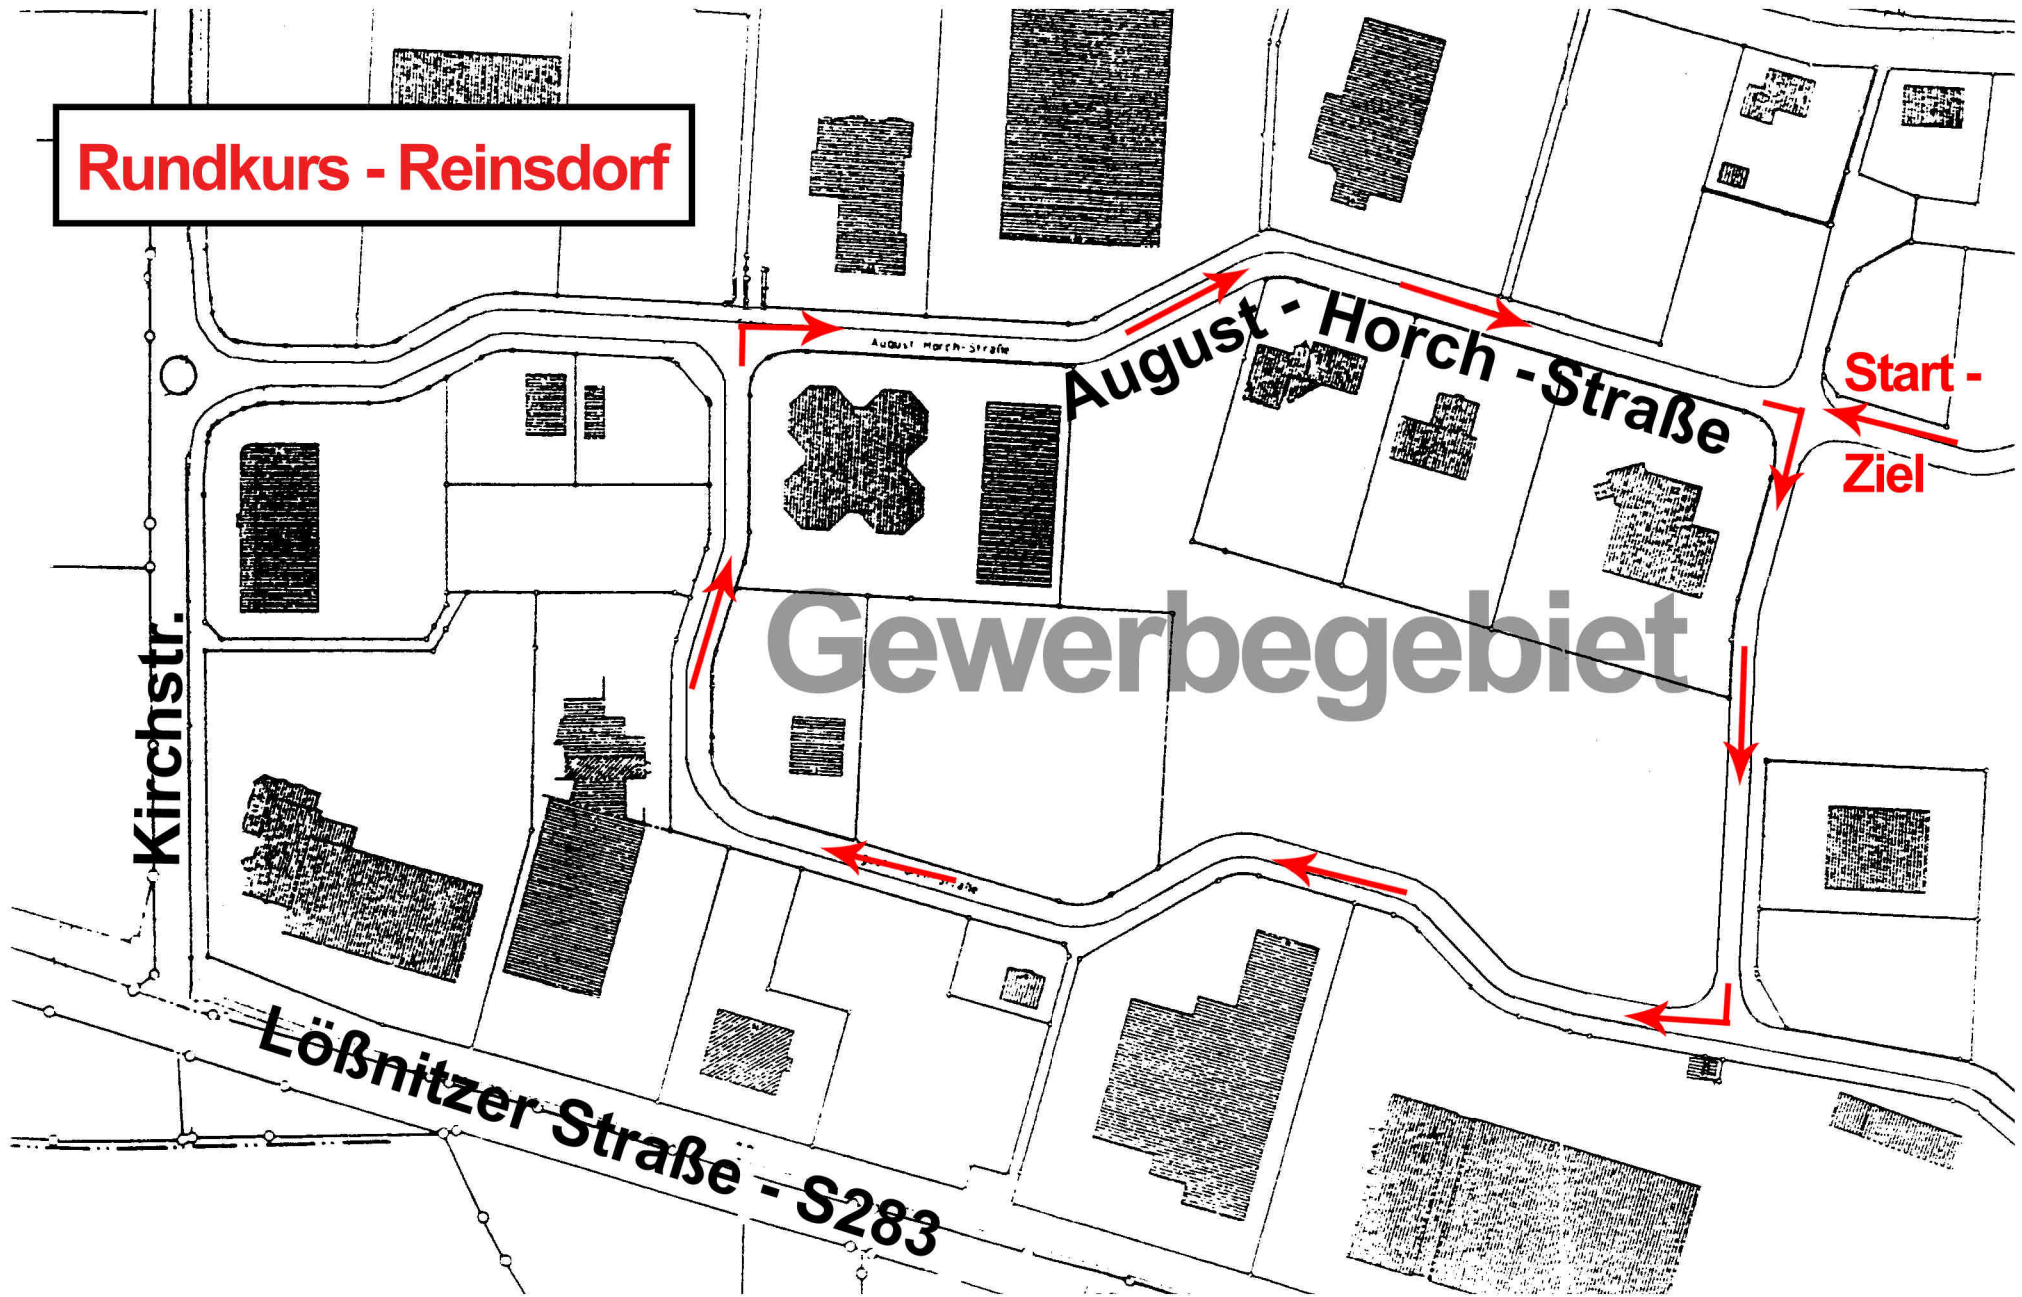 Rundkurs - Reinsdorf
August Horch-Straße
August - Horch -Straße
Start -
Ziel
Gewerbegebiet
Kirchstr.
Lößnitzer Straße - S283